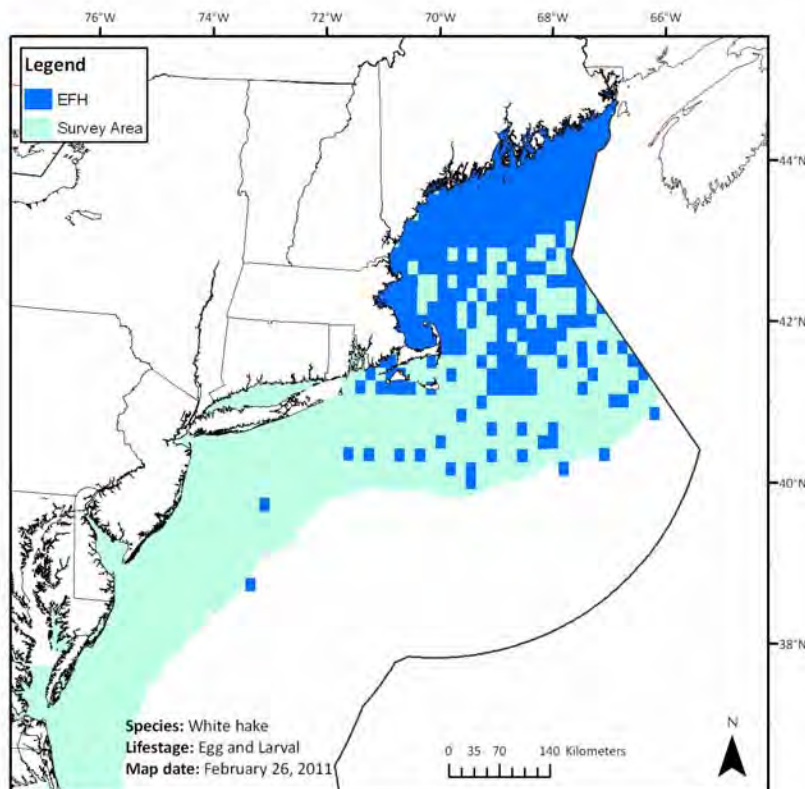 76°W 74°W 72°W 70°W 68°W 66°W
Legend
EFH
Survey Area
44°N
42°N
40°N
38°N
Species: White hake
Lifestage: Egg and Larval
Map date: February 26, 2011
0 35 70 140 Kilometers
N